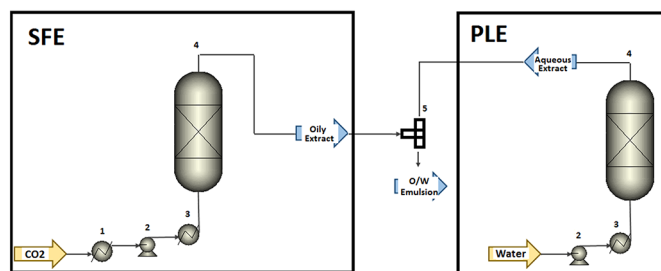 SFE
4
Oily
Extract
1
2
3
CO2
5
O/W
Emulsion
PLE
4
Aqueous
Extract
2
3
Water